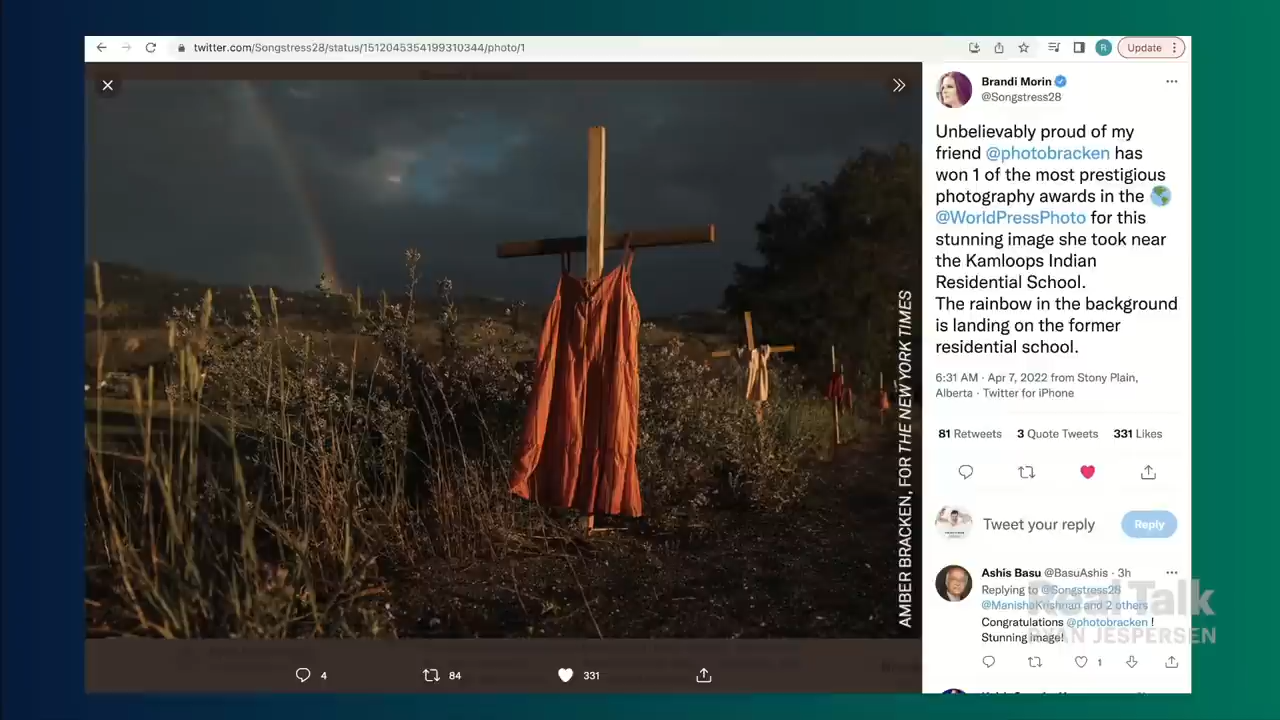 twitter.com/Songstress28/status/1512045354199310344/photo/1
R
Update
Brandi Morin
@Songstress28
Unbelievably proud of my
friend @photobracken has
won 1 of the most prestigious
photography awards in the
@WorldPressPhoto for this
stunning image she took near
the Kamloops Indian
Residential School.
The rainbow in the background
is landing on the former
residential school.
6:31 AM · Apr 7, 2022 from Stony Plain,
Alberta · Twitter for iPhone
81 Retweets 3 Quote Tweets 331 Likes
Tweet your reply
Reply
Ashis Basu @BasuAshis · 3h
Replying to @Songstress28
@ManishaKrishnan and 2 others
Congratulations @photobracken !
Stunning image!
1
AMBER BRACKEN, FOR THE NEW YORK TIMES
4
84
331
Real Talk
RYAN JESPERSEN